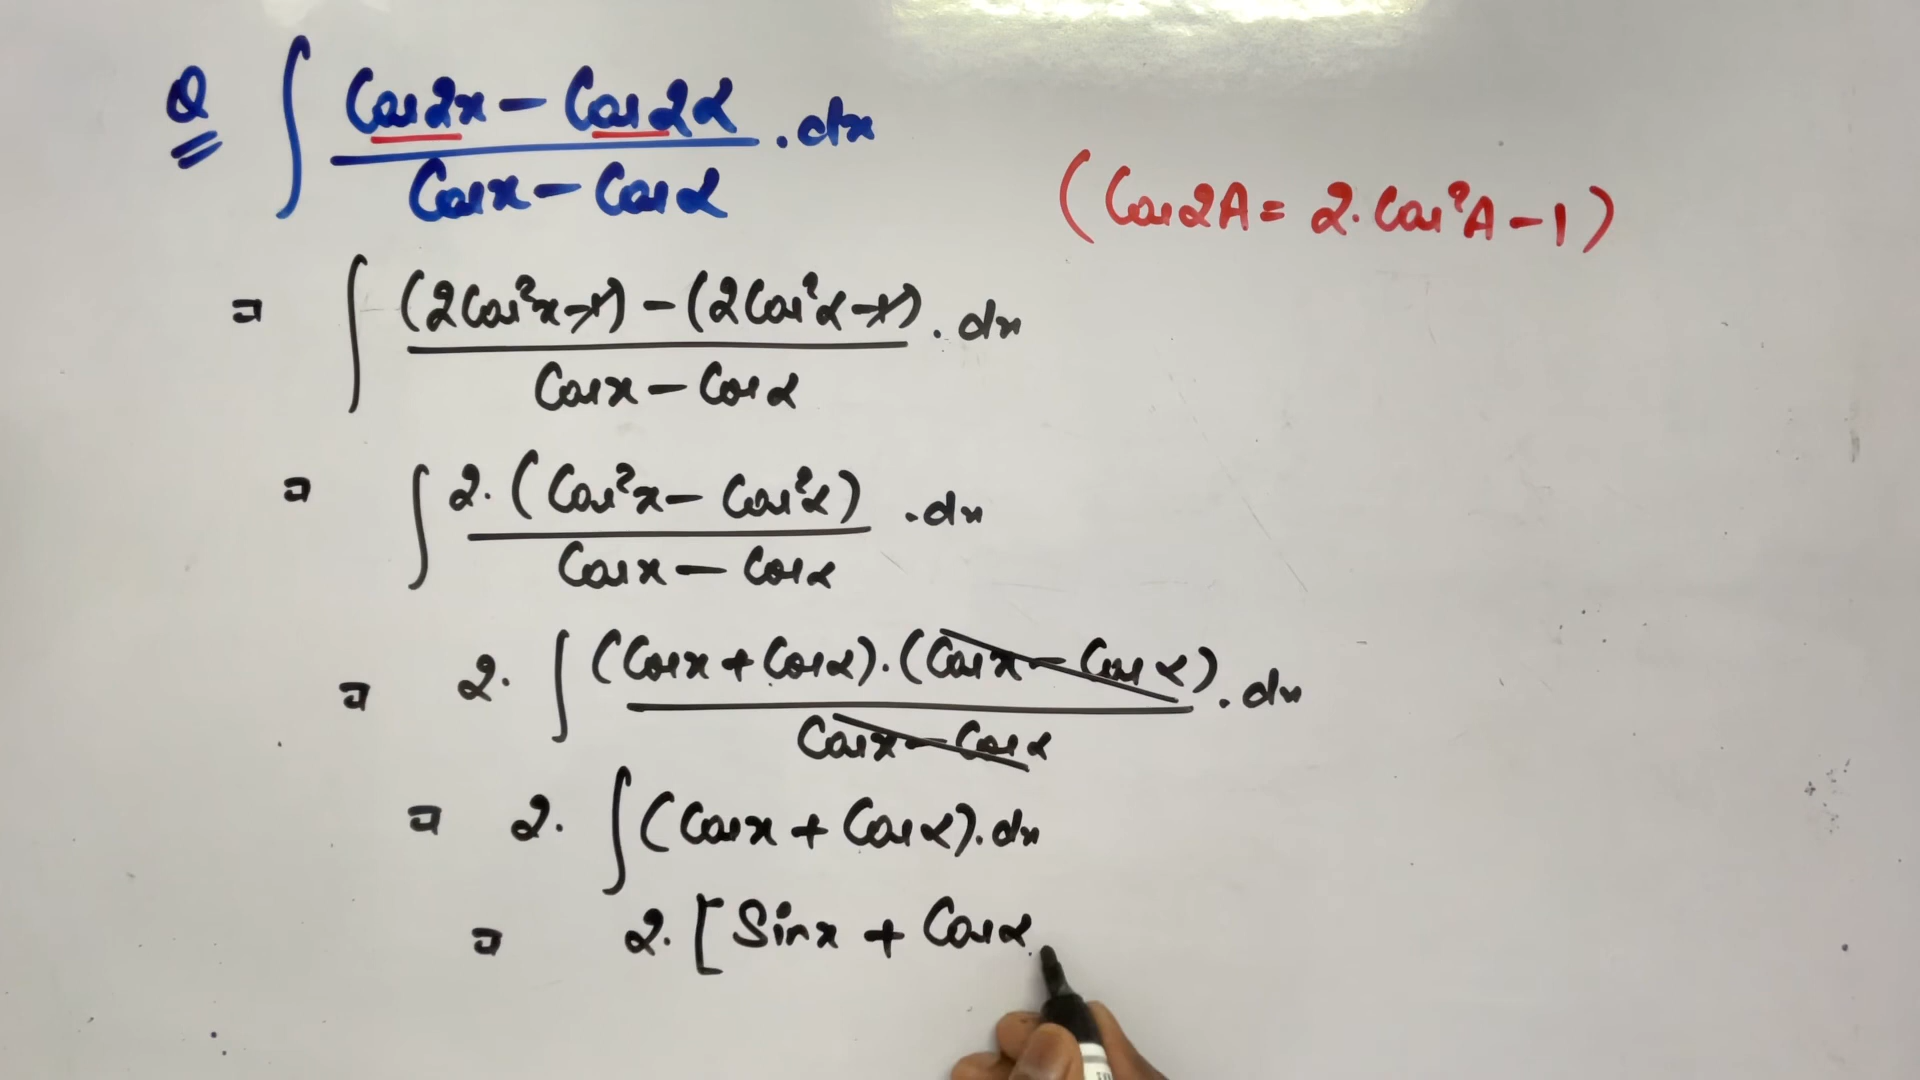 Q ∫ (Cos2x − Cos2α)/(Cosx − Cosα) . dx
(Cos2A = 2. Cos²A − 1)
= ∫ ((2Cos²x − 1) − (2Cos²α − 1))/(Cosx − Cosα) . dx
= ∫ (2. (Cos²x − Cos²α))/(Cosx − Cosα) . dx
= 2. ∫ ((Cosx + Cosα) . (Cosx − Cosα))/(Cosx − Cosα) . dx
= 2. ∫ (Cosx + Cosα). dx
= 2. [Sinx + Cosα.